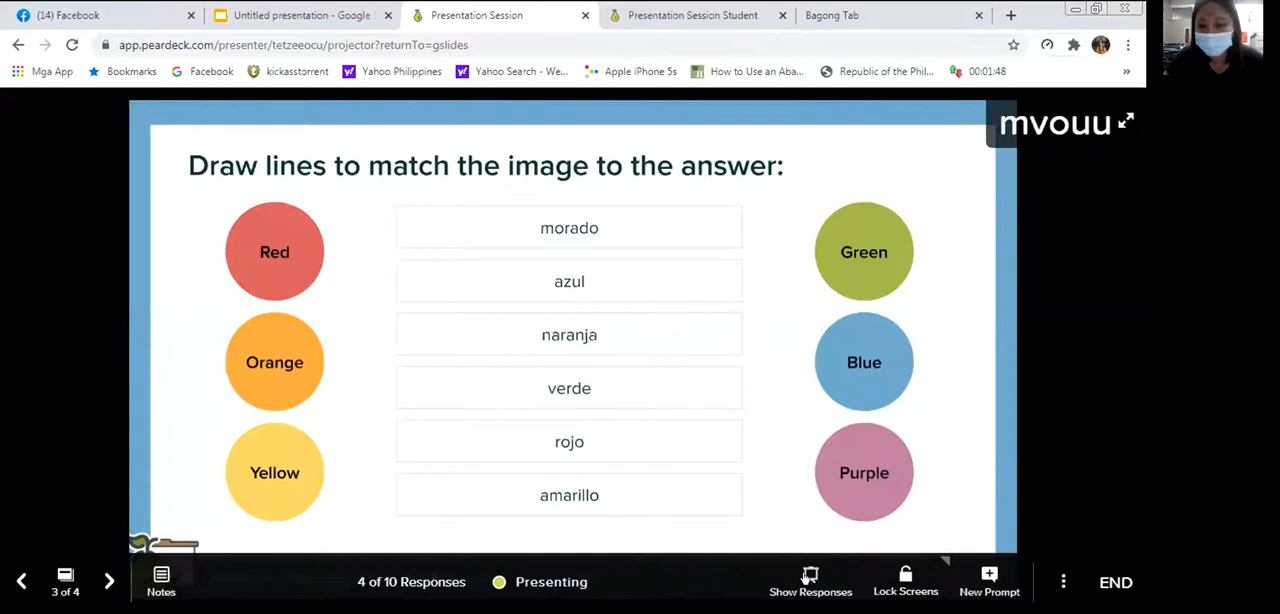 (14) Facebook
Untitled presentation - Google
Presentation Session
Presentation Session Student
Bagong Tab
app.peardeck.com/presenter/tetzeeocu/projector?returnTo=gslides
Mga App
Bookmarks
Facebook
kickasstorrent
Yahoo Philippines
Yahoo Search - We...
Apple iPhone 5s
How to Use an Aba...
Republic of the Phil...
00:01:48
mvouu
Draw lines to match the image to the answer:
Red
Orange
Yellow
morado
azul
naranja
verde
rojo
amarillo
Green
Blue
Purple
3 of 4
Notes
4 of 10 Responses
Presenting
Show Responses
Lock Screens
New Prompt
END